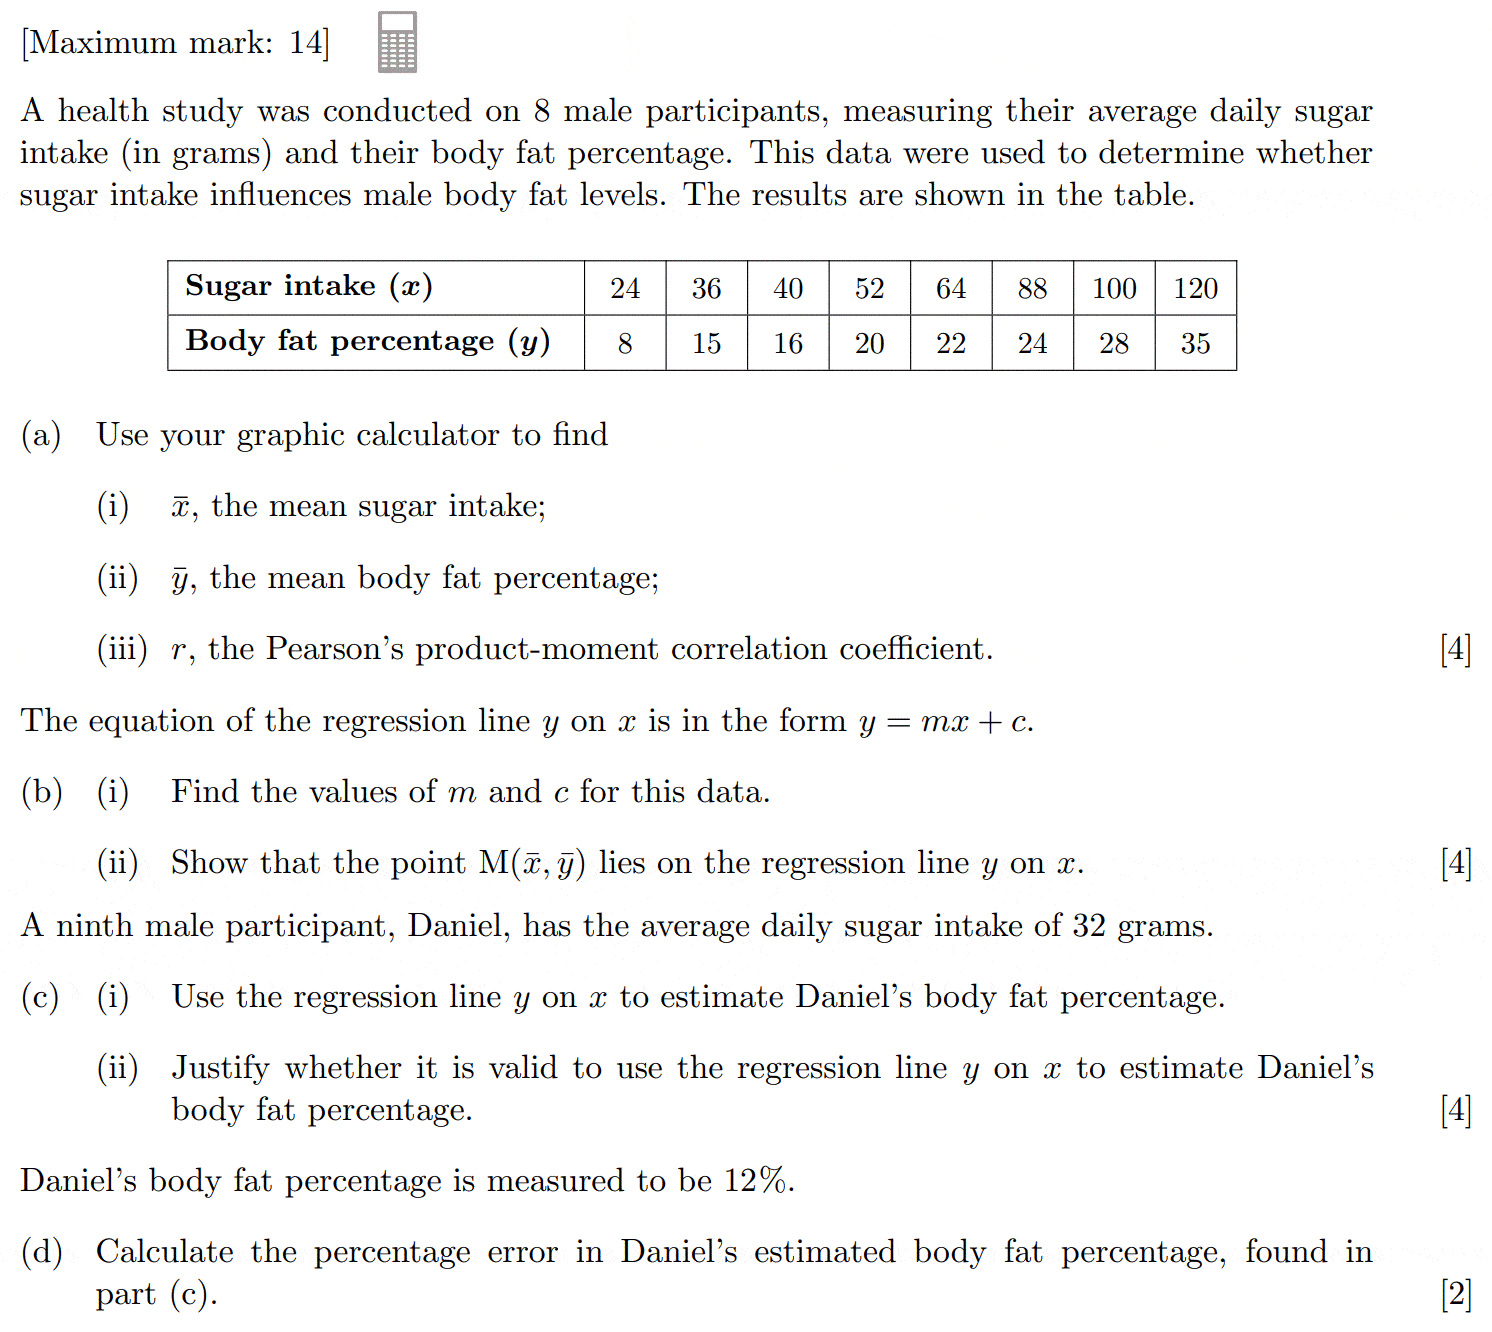 [Maximum mark: 14]
A health study was conducted on 8 male participants, measuring their average daily sugar
intake (in grams) and their body fat percentage. This data were used to determine whether
sugar intake influences male body fat levels. The results are shown in the table.
Sugar intake (x) 24 36 40 52 64 88 100 120
Body fat percentage (y) 8 15 16 20 22 24 28 35
(a) Use your graphic calculator to find
(i) x̄, the mean sugar intake;
(ii) ȳ, the mean body fat percentage;
(iii) r, the Pearson's product-moment correlation coefficient. [4]
The equation of the regression line y on x is in the form y = mx + c.
(b) (i) Find the values of m and c for this data.
(ii) Show that the point M(x̄, ȳ) lies on the regression line y on x. [4]
A ninth male participant, Daniel, has the average daily sugar intake of 32 grams.
(c) (i) Use the regression line y on x to estimate Daniel's body fat percentage.
(ii) Justify whether it is valid to use the regression line y on x to estimate Daniel's
body fat percentage. [4]
Daniel's body fat percentage is measured to be 12%.
(d) Calculate the percentage error in Daniel's estimated body fat percentage, found in
part (c). [2]